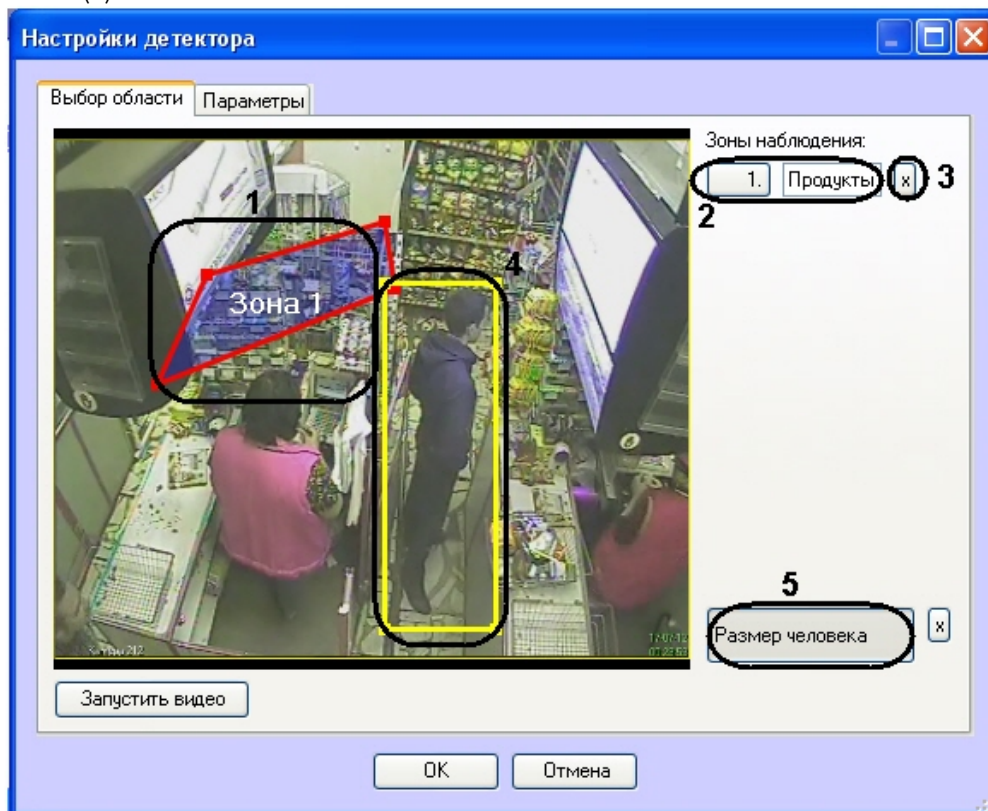 Настройки детектора
Выбор области
Параметры
Зоны наблюдения:
1. Продукты x 3
2
1
Зона 1
4
5
Размер человека x
Запустить видео
OK
Отмена